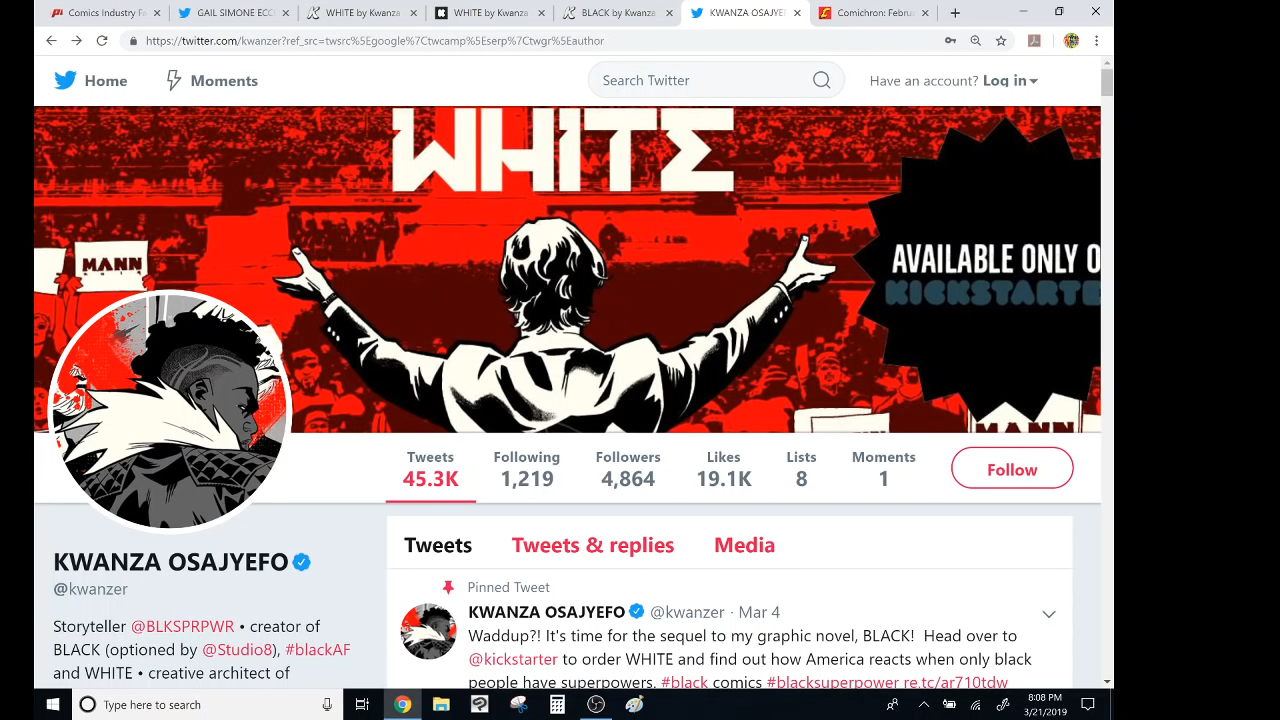 Comics Industry Fa
GAIL SIMONE ECC
WHITE by Kwanza
WHITE by Kwanza
BLACK by Kwanza
KWANZA OSAJYEF
Comichron: Februa
https://twitter.com/kwanzer?ref_src=twsrc%5Egoogle%7Ctwcamp%5Eserp%7Ctwgr%5Eauthor
Home
Moments
Search Twitter
Have an account? Log in
WHITE
MANN
AVAILABLE ONLY O
KICKSTARTE
MANN
Tweets
Following
Followers
Likes
Lists
Moments
45.3K
1,219
4,864
19.1K
8
1
Follow
Tweets
Tweets & replies
Media
KWANZA OSAJYEFO
@kwanzer
Pinned Tweet
KWANZA OSAJYEFO @kwanzer · Mar 4
Storyteller @BLKSPRPWR • creator of
BLACK (optioned by @Studio8), #blackAF
and WHITE • creative architect of
Waddup?! It's time for the sequel to my graphic novel, BLACK! Head over to
@kickstarter to order WHITE and find out how America reacts when only black
people have superpowers. #black comics #blacksuperpower re.tc/ar710tdw
Type here to search
8:08 PM
3/21/2019